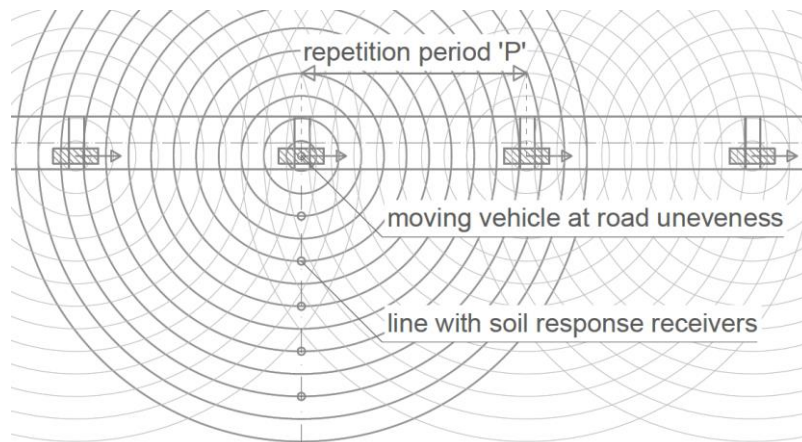 repetition period 'P'
moving vehicle at road uneveness
line with soil response receivers